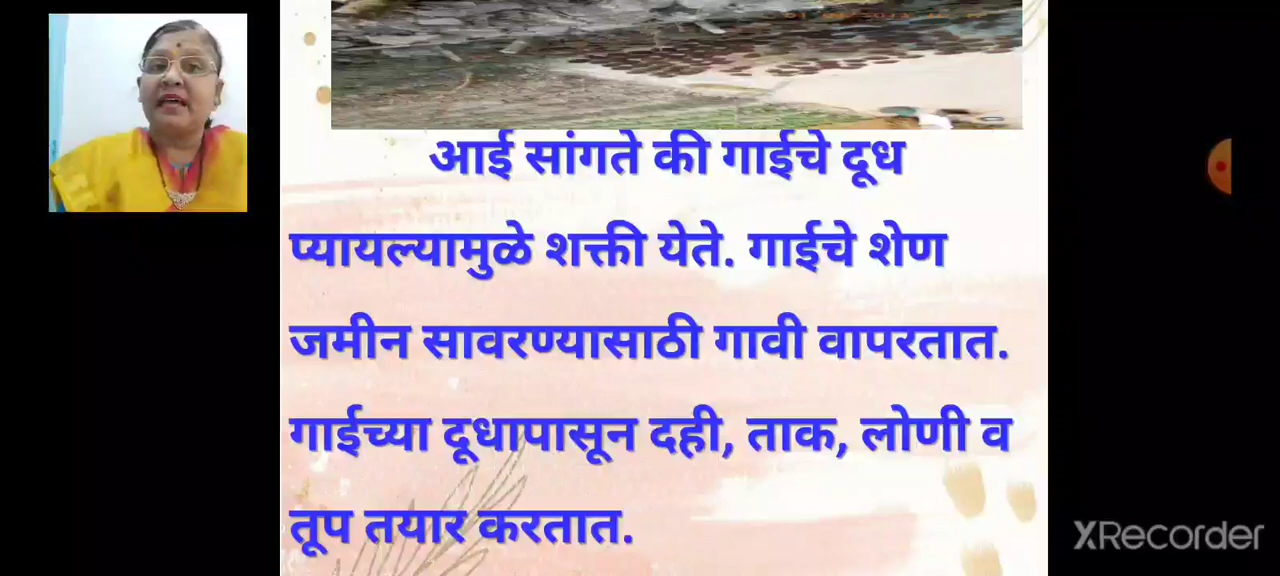 आई सांगते की गाईचे दूध
प्यायल्यामुळे शक्ती येते. गाईचे शेण
जमीन सावरण्यासाठी गावी वापरतात.
गाईच्या दूधापासून दही, ताक, लोणी व
तूप तयार करतात.
XRecorder